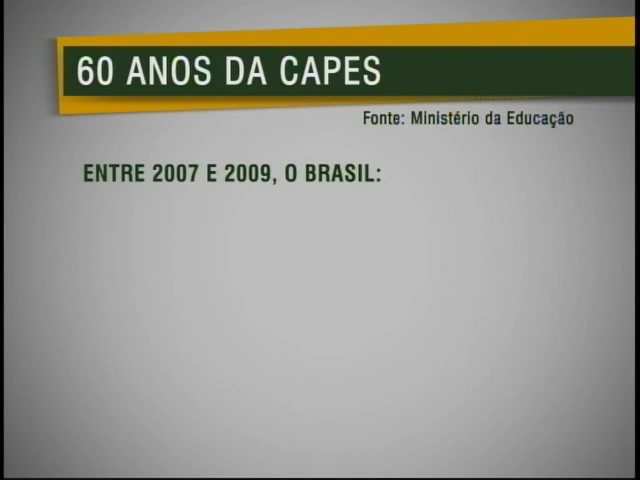 60 ANOS DA CAPES
Fonte: Ministério da Educação
ENTRE 2007 E 2009, O BRASIL: